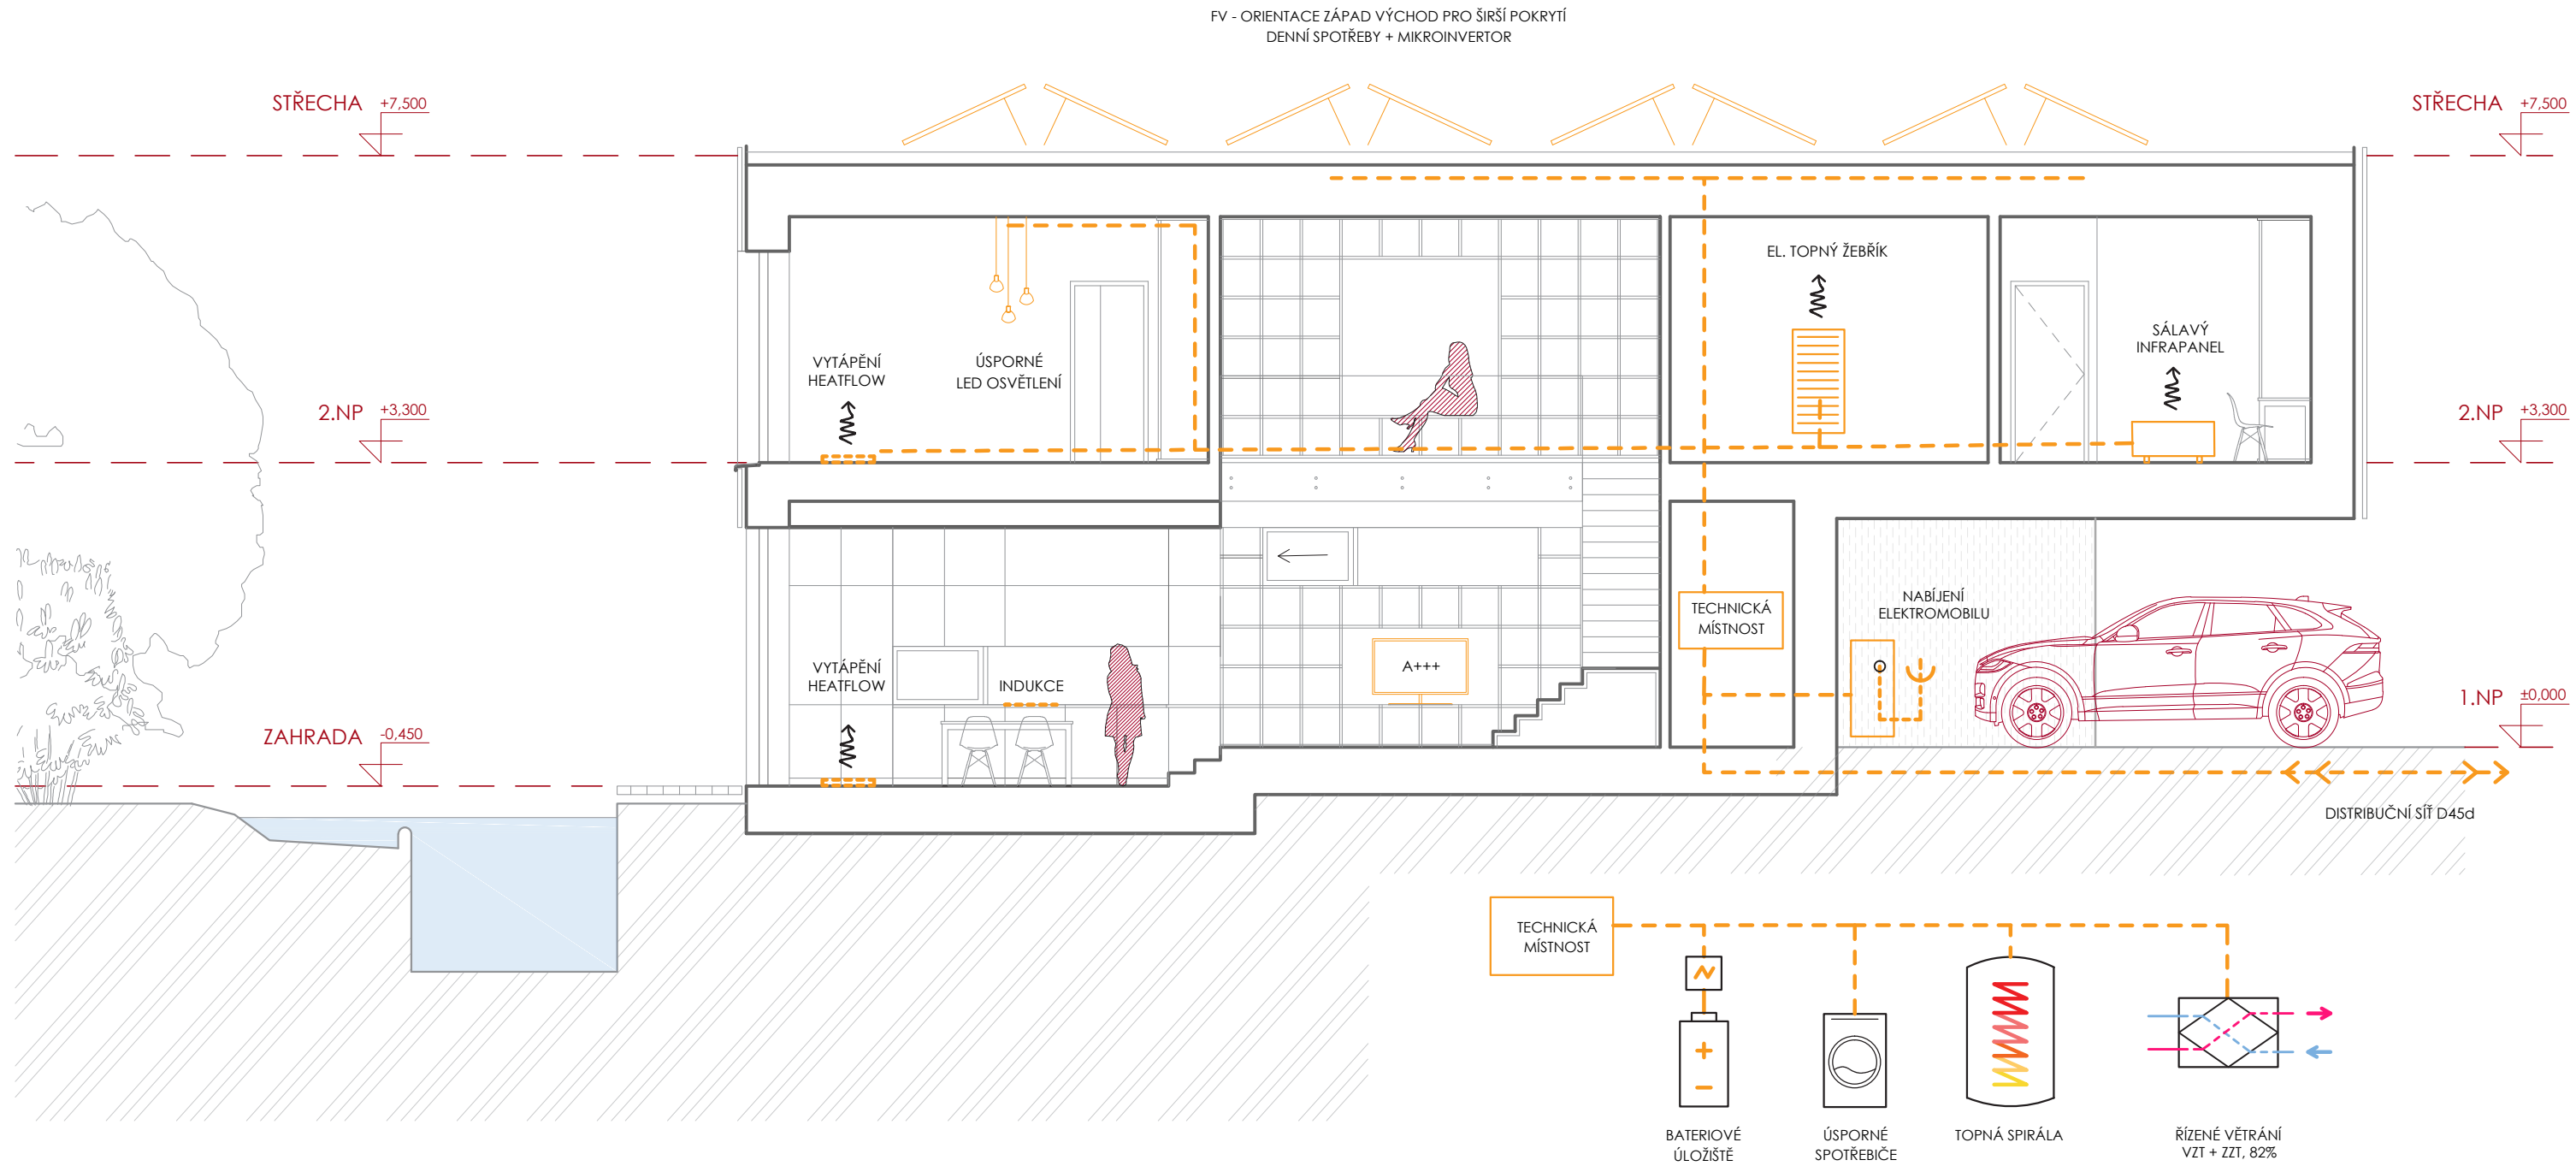 FV - ORIENTACE ZÁPAD VÝCHOD PRO ŠIRŠÍ POKRYTÍ
DENNÍ SPOTŘEBY + MIKROINVERTOR
STŘECHA +7,500
STŘECHA +7,500
EL. TOPNÝ ŽEBŘÍK
SÁLAVÝ
INFRAPANEL
VYTÁPĚNÍ
HEATFLOW
ÚSPORNÉ
LED OSVĚTLENÍ
2.NP +3,300
2.NP +3,300
TECHNICKÁ
MÍSTNOST
NABÍJENÍ
ELEKTROMOBILU
VYTÁPĚNÍ
HEATFLOW
INDUKCE
A+++
1.NP ±0,000
ZAHRADA -0,450
DISTRIBUČNÍ SÍŤ D45d
TECHNICKÁ
MÍSTNOST
BATERIOVÉ
ÚLOŽIŠTĚ
ÚSPORNÉ
SPOTŘEBIČE
TOPNÁ SPIRÁLA
ŘÍZENÉ VĚTRÁNÍ
VZT + ZZT, 82%